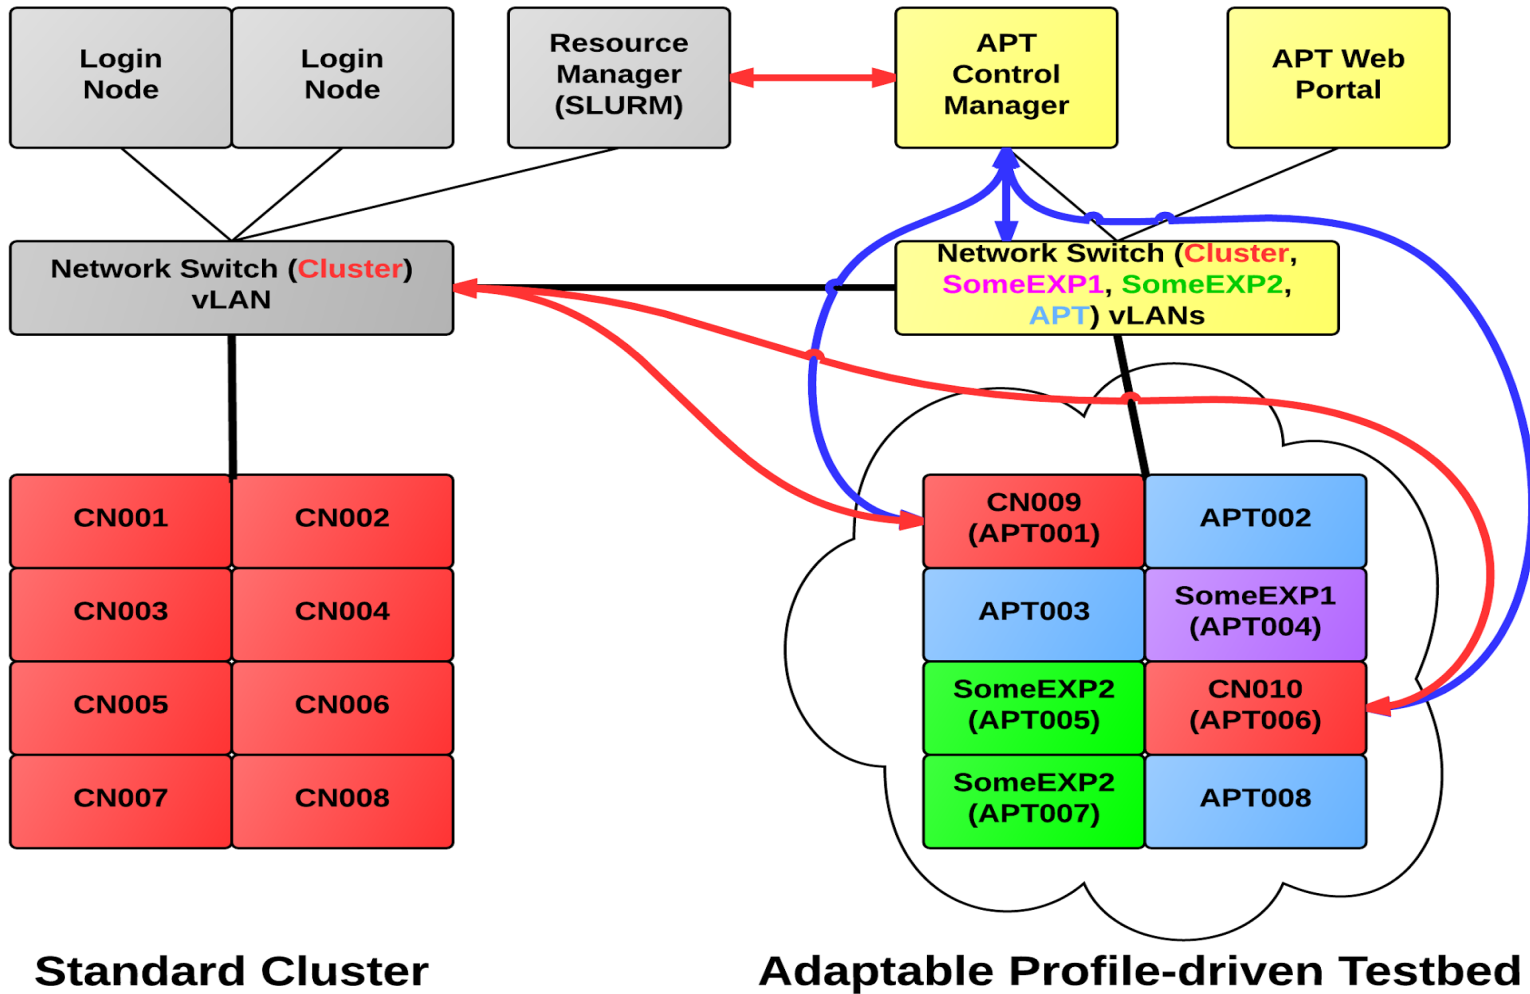 Login
Node
Login
Node
Resource
Manager
(SLURM)
APT
Control
Manager
APT Web
Portal
Network Switch (Cluster)
vLAN
Network Switch (Cluster,
SomeEXP1, SomeEXP2,
APT) vLANs
CN001
CN002
CN003
CN004
CN005
CN006
CN007
CN008
CN009
(APT001)
APT002
APT003
SomeEXP1
(APT004)
SomeEXP2
(APT005)
CN010
(APT006)
SomeEXP2
(APT007)
APT008
Standard Cluster
Adaptable Profile-driven Testbed